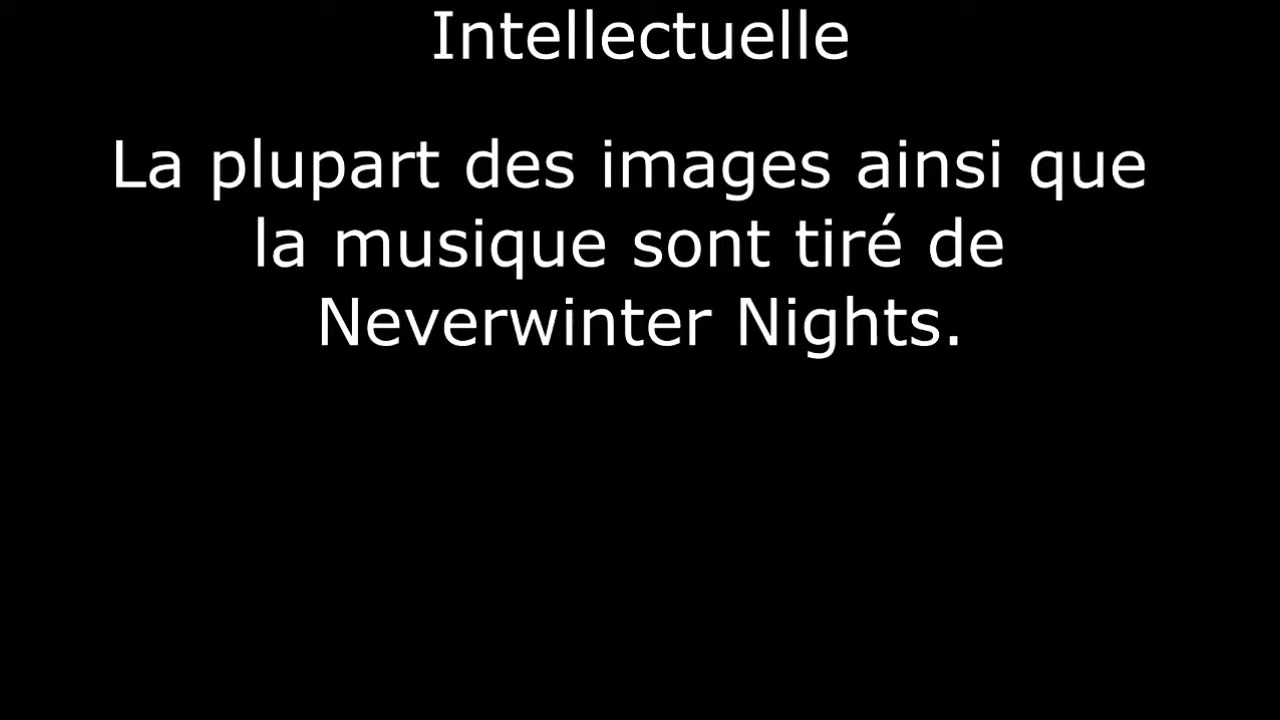 Intellectuelle
La plupart des images ainsi que
la musique sont tiré de
Neverwinter Nights.